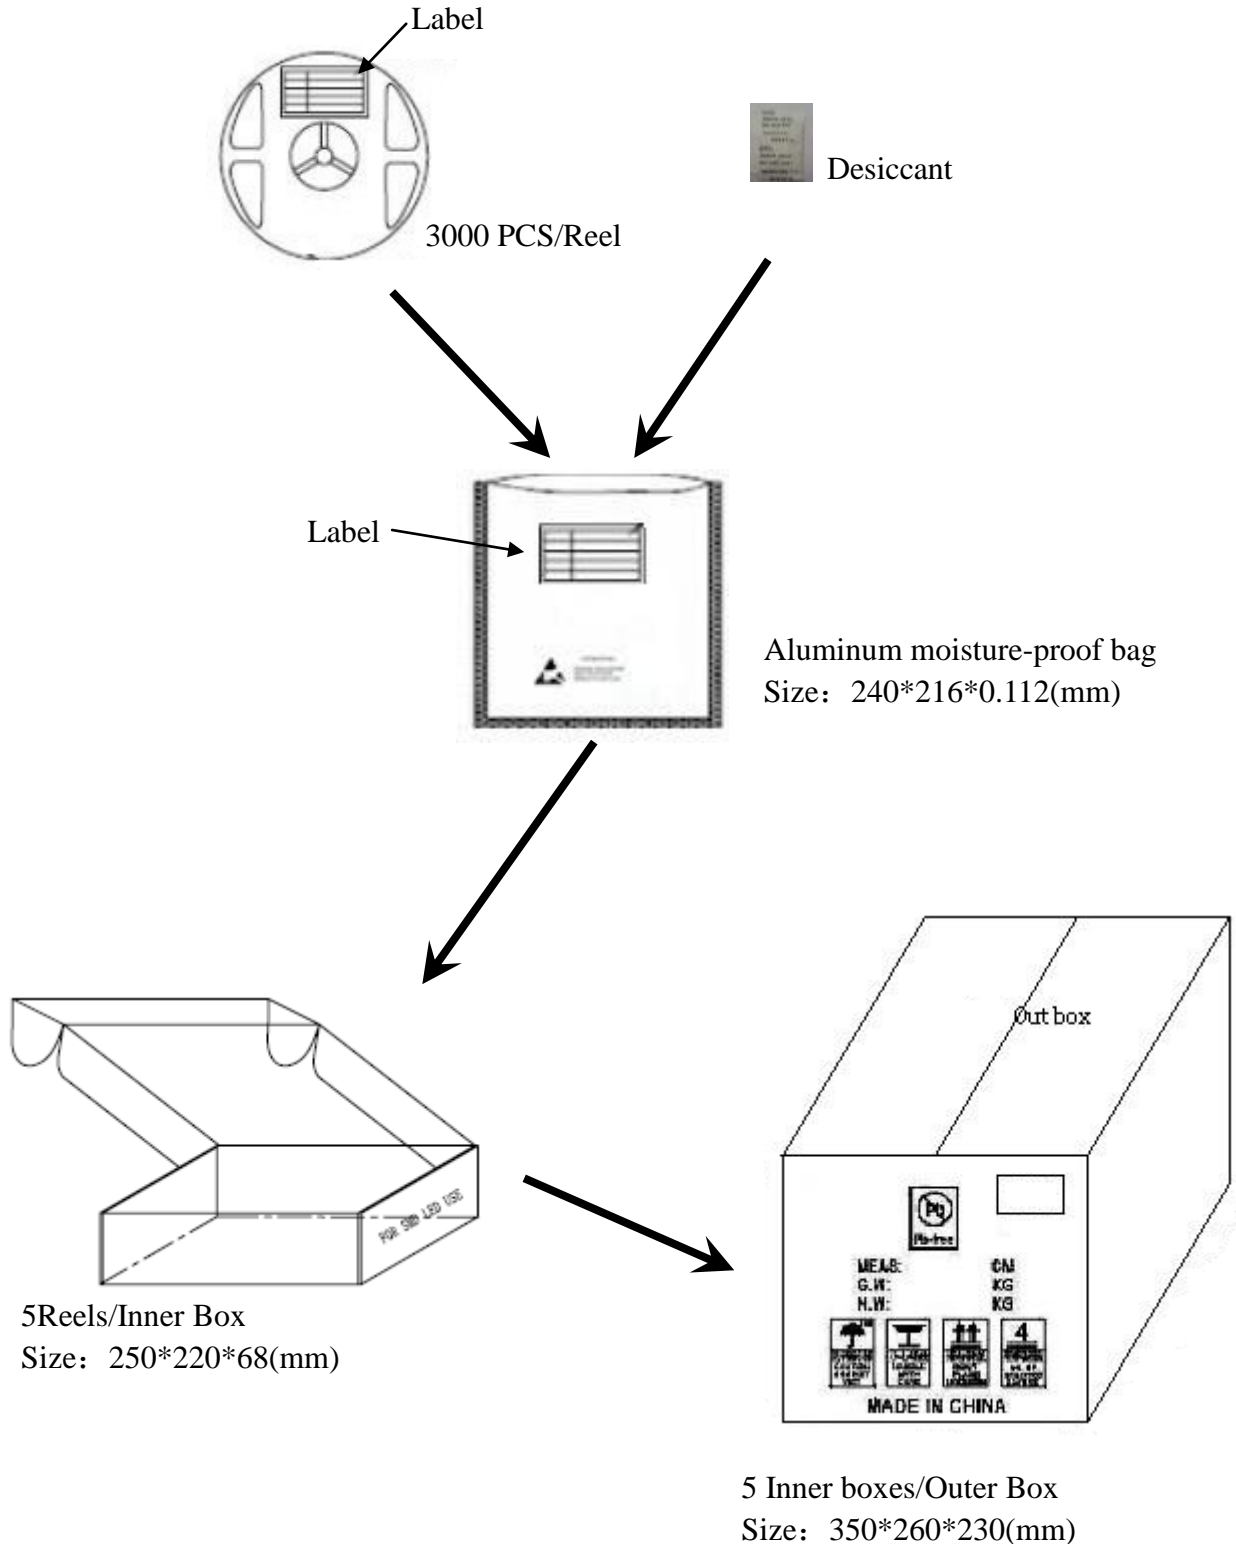 Label
Desiccant
3000 PCS/Reel
Label
Aluminum moisture-proof bag
Size：240*216*0.112(mm)
Out box
FOR SMD LED USE
Pb
Pb-free
MEAS: CM
G.W: KG
N.W: KG
4
MADE IN CHINA
5Reels/Inner Box
Size：250*220*68(mm)
5 Inner boxes/Outer Box
Size：350*260*230(mm)